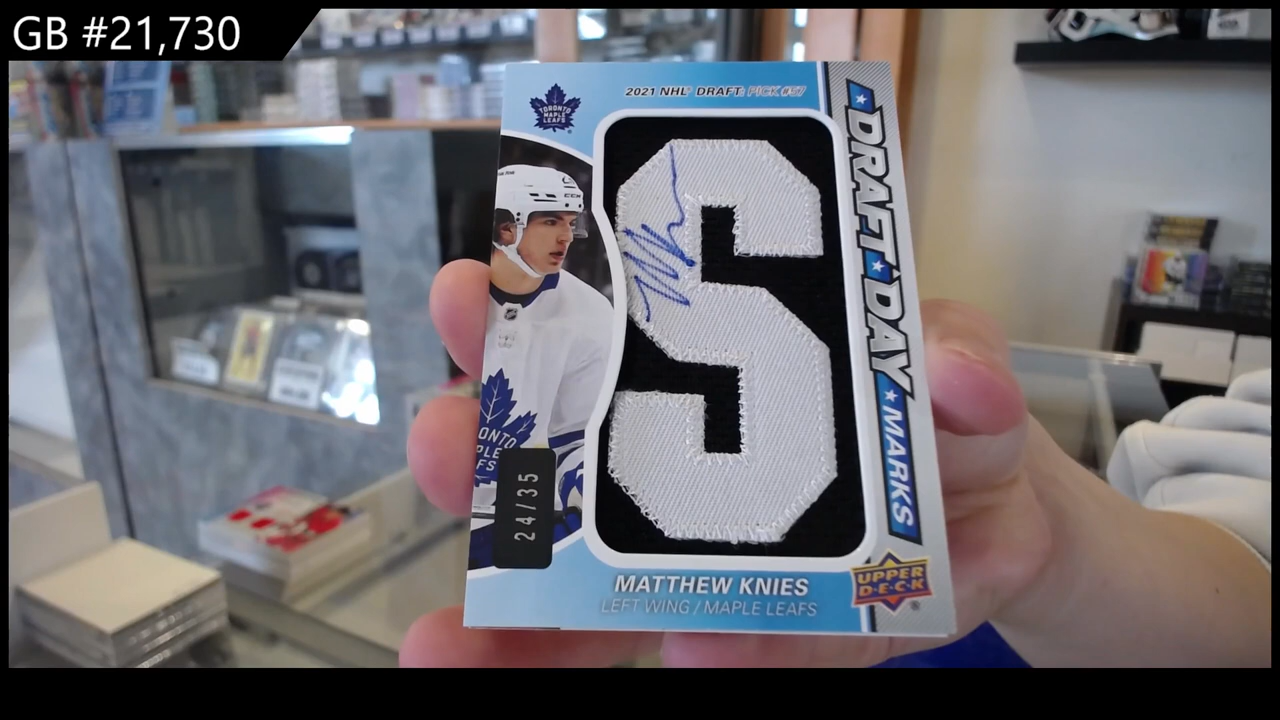 GB #21,730
TORONTO
MAPLE
LEAFS
2021 NHL® DRAFT: PICK #57
DRAFT DAY MARKS
CCM
S
24/35
MATTHEW KNIES
LEFT WING / MAPLE LEAFS
UPPER
DECK